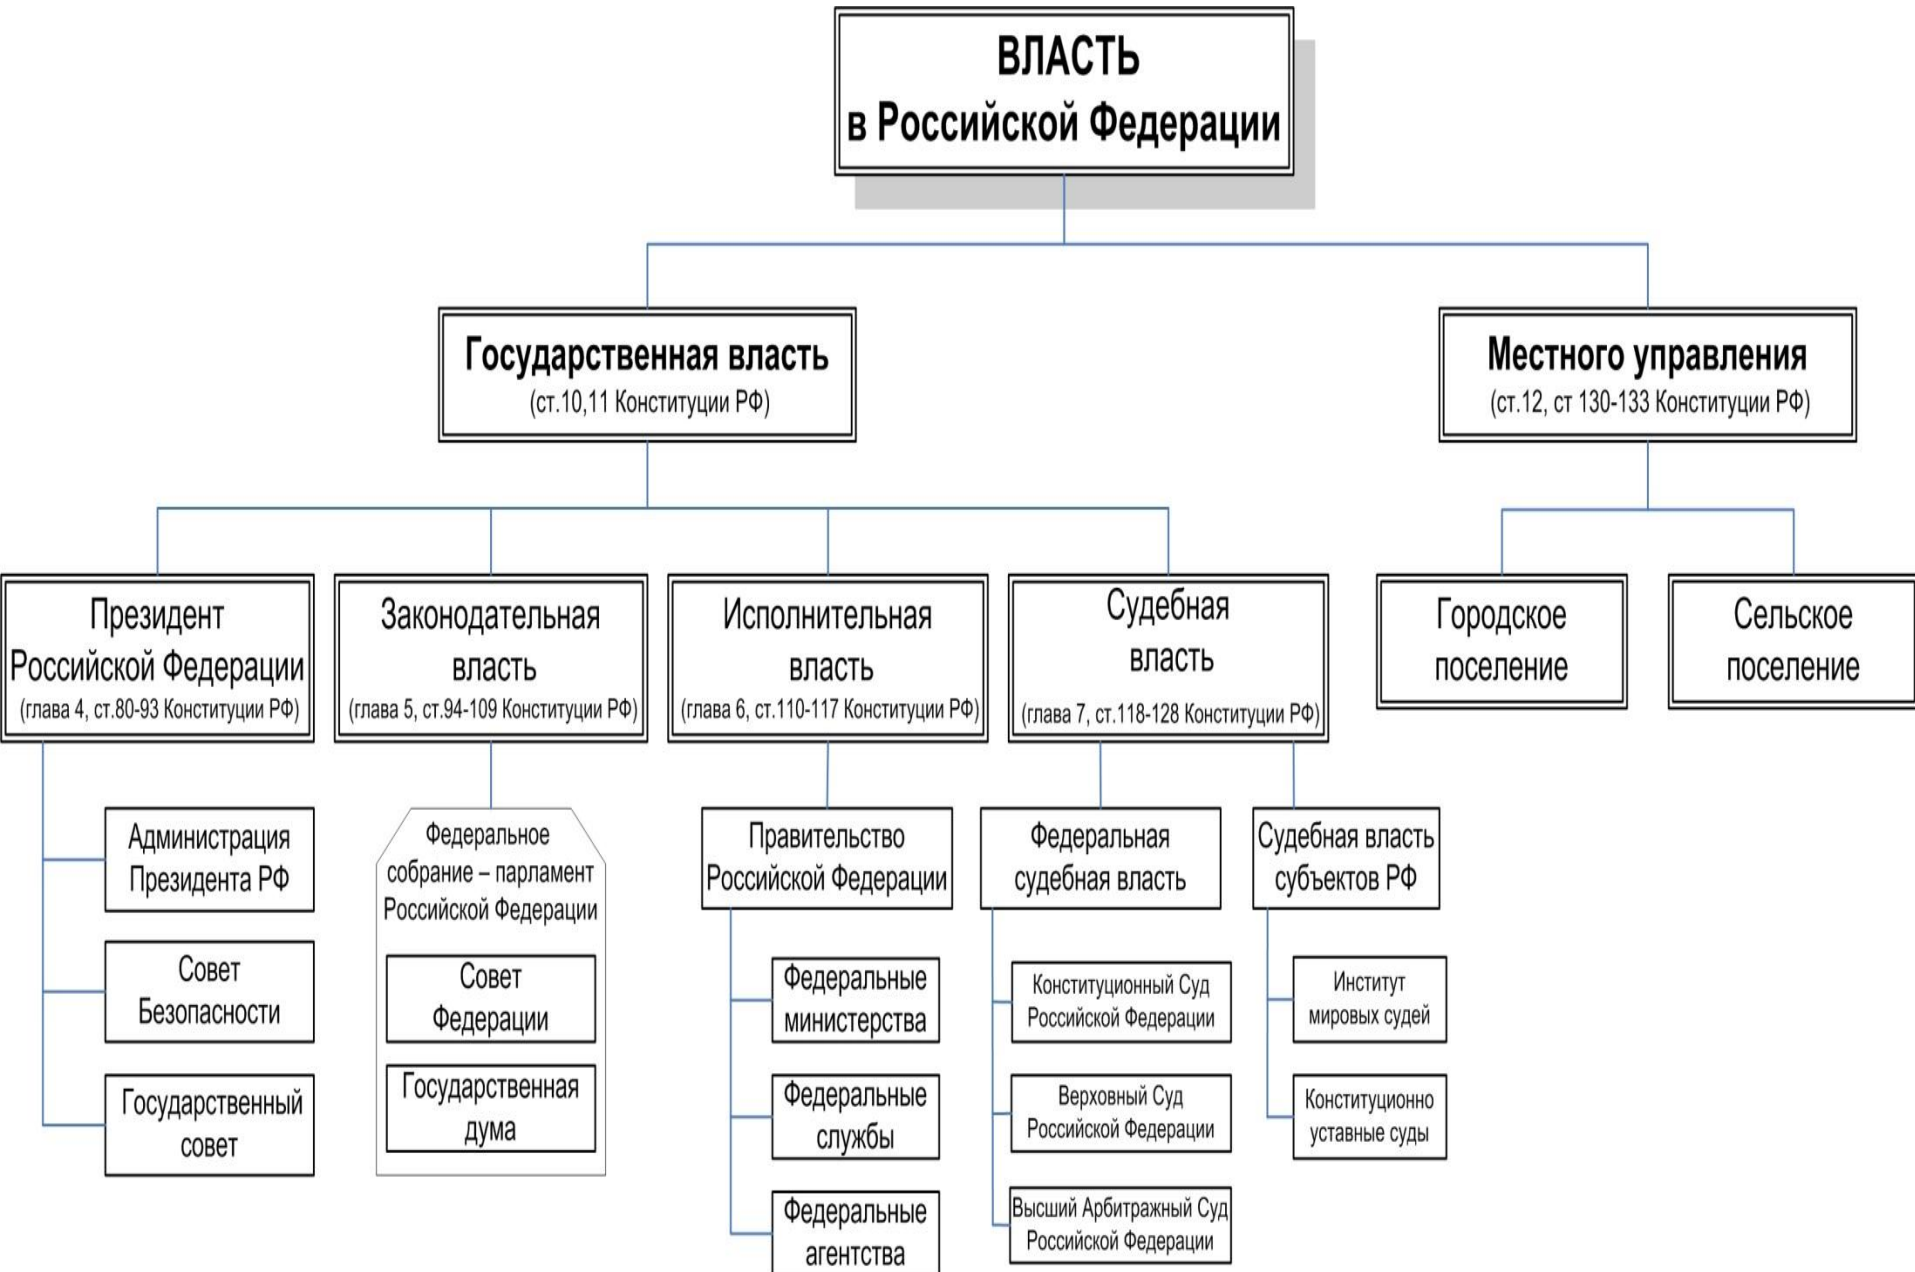 ВЛАСТЬ
в Российской Федерации
Государственная власть
(ст.10,11 Конституции РФ)
Местного управления
(ст.12, ст 130-133 Конституции РФ)
Президент
Российской Федерации
(глава 4, ст.80-93 Конституции РФ)
Законодательная
власть
(глава 5, ст.94-109 Конституции РФ)
Исполнительная
власть
(глава 6, ст.110-117 Конституции РФ)
Судебная
власть
(глава 7, ст.118-128 Конституции РФ)
Городское
поселение
Сельское
поселение
Администрация
Президента РФ
Совет
Безопасности
Государственный
совет
Федеральное
собрание – парламент
Российской Федерации
Совет
Федерации
Государственная
дума
Правительство
Российской Федерации
Федеральные
министерства
Федеральные
службы
Федеральные
агентства
Федеральная
судебная власть
Конституционный Суд
Российской Федерации
Верховный Суд
Российской Федерации
Высший Арбитражный Суд
Российской Федерации
Судебная власть
субъектов РФ
Институт
мировых судей
Конституционно
уставные суды